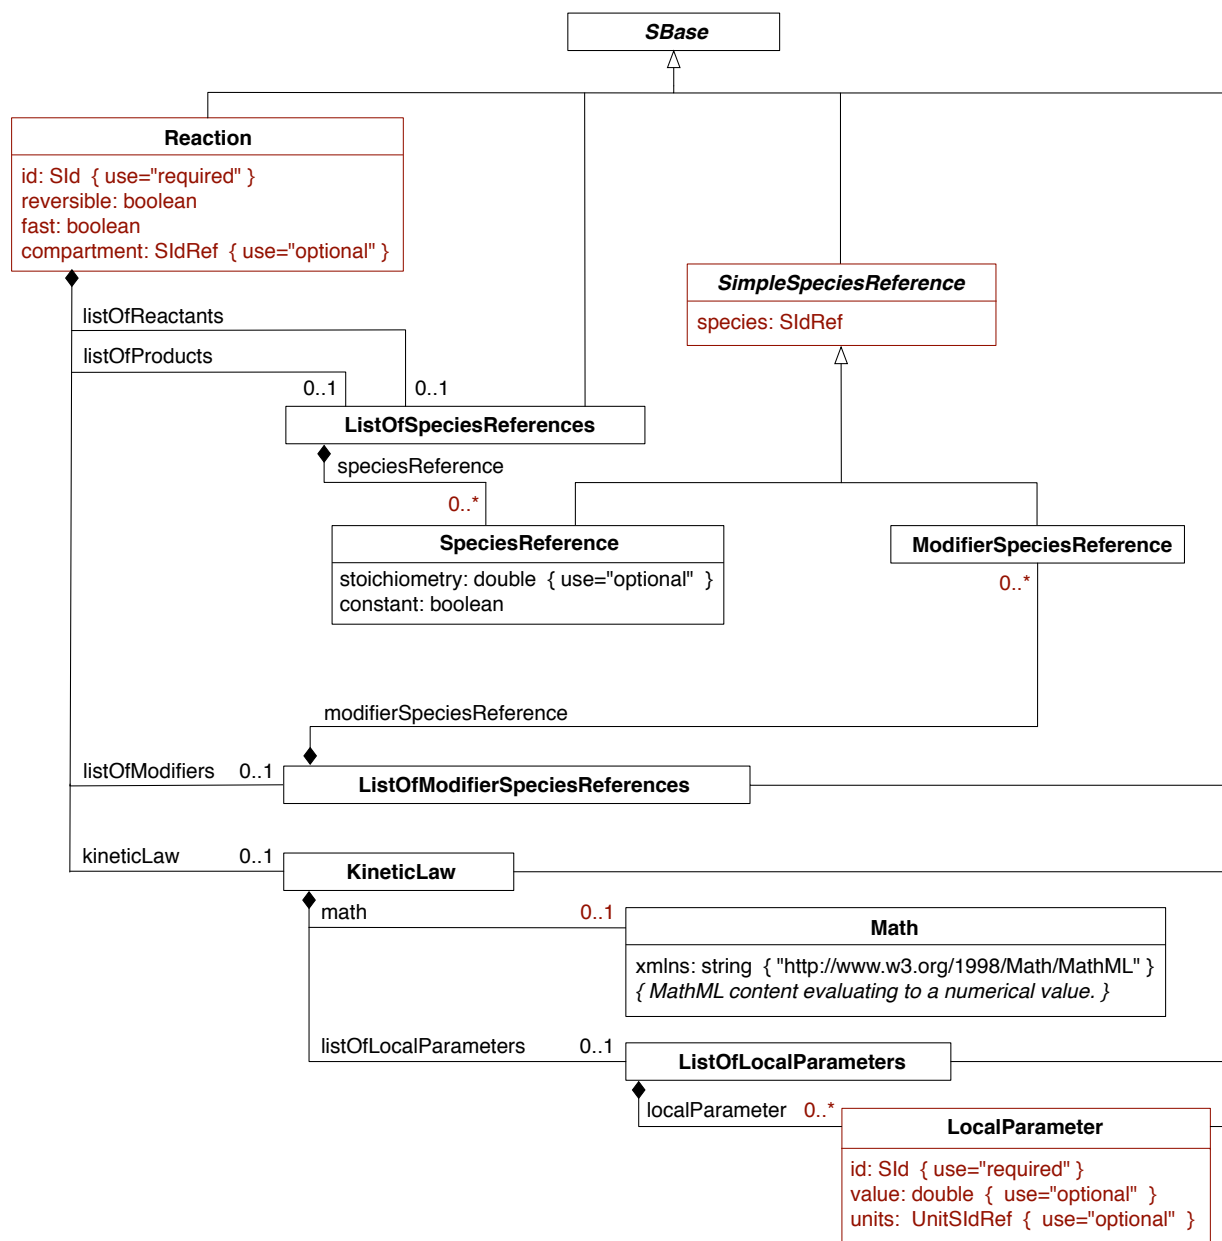 SBase
Reaction
id: SId { use="required" }
reversible: boolean
fast: boolean
compartment: SIdRef { use="optional" }
SimpleSpeciesReference
species: SIdRef
listOfReactants
listOfProducts
0..1
0..1
ListOfSpeciesReferences
speciesReference
0..*
SpeciesReference
stoichiometry: double { use="optional" }
constant: boolean
ModifierSpeciesReference
0..*
modifierSpeciesReference
listOfModifiers
0..1
ListOfModifierSpeciesReferences
kineticLaw
0..1
KineticLaw
math
0..1
Math
xmlns: string { "http://www.w3.org/1998/Math/MathML" }
{ MathML content evaluating to a numerical value. }
listOfLocalParameters
0..1
ListOfLocalParameters
localParameter
0..*
LocalParameter
id: SId { use="required" }
value: double { use="optional" }
units: UnitSIdRef { use="optional" }